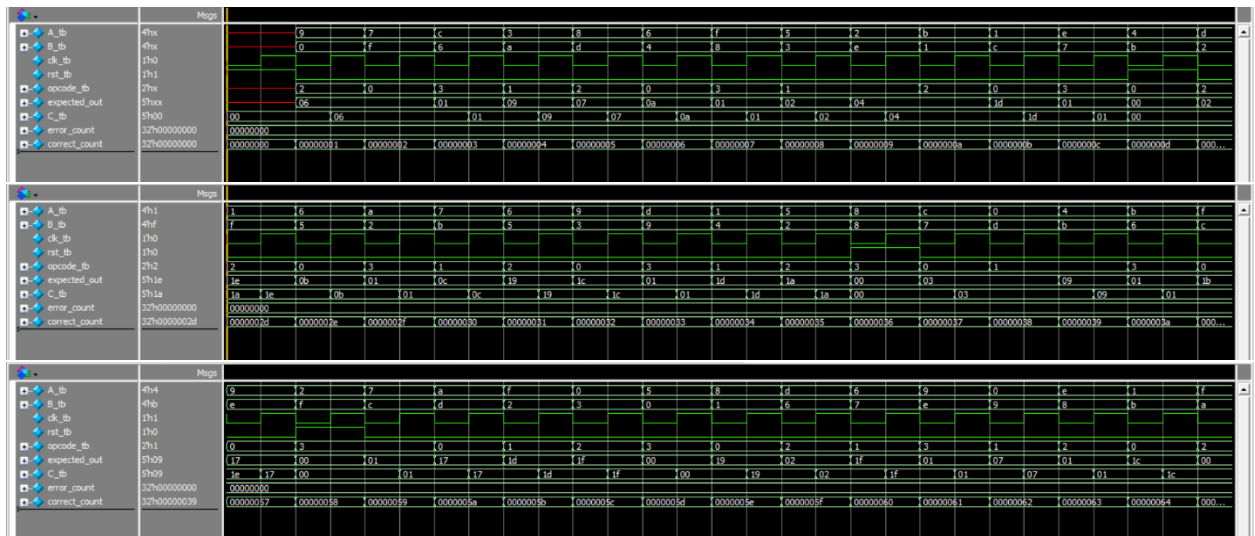 Msgs
A_tb 4'hx 9 7 c 3 8 6 f 5 2 b 1 e 4 d
B_tb 4'hx 0 f 6 a d 4 8 3 e 1 c 7 b 2
clk_tb 1'h0
rst_tb 1'h1
opcode_tb 2'hx 2 0 3 1 2 0 3 1 2 0 3 0 2
expected_out 5'hxx 06 01 09 07 0a 01 02 04 1d 01 00 02
C_tb 5'h00 00 06 01 09 07 0a 01 02 04 1d 01 00
error_count 32'h00000000 00000000
correct_count 32'h00000000 00000000 00000001 00000002 00000003 00000004 00000005 00000006 00000007 00000008 00000009 0000000a 0000000b 0000000c 0000000d 000...
Msgs
A_tb 4'h1 1 6 a 7 6 9 d 1 5 8 c 0 4 b f
B_tb 4'hf f 5 2 b 5 3 9 4 2 8 7 d b 6 c
clk_tb 1'h0
rst_tb 1'h0
opcode_tb 2'h2 2 0 3 1 2 0 3 1 2 3 0 1 3 0
expected_out 5'h1e 1e 0b 01 0c 19 1c 01 1d 1a 00 03 09 01 1b
C_tb 5'h1a 1a 1e 0b 01 0c 19 1c 01 1d 1a 00 03 09 01
error_count 32'h00000000 00000000
correct_count 32'h0000002d 0000002d 0000002e 0000002f 00000030 00000031 00000032 00000033 00000034 00000035 00000036 00000037 00000038 00000039 0000003a 000...
Msgs
A_tb 4'h4 9 2 7 a f 0 5 8 d 6 9 0 e 1 f
B_tb 4'hb e f c d 2 3 0 1 6 7 e 9 8 b a
clk_tb 1'h1
rst_tb 1'h0
opcode_tb 2'h1 0 3 0 1 2 3 0 2 1 3 1 2 0 2
expected_out 5'h09 17 00 01 17 1d 1f 00 19 02 1f 01 07 01 1c 00
C_tb 5'h09 1e 17 00 01 17 1d 1f 00 19 02 1f 01 07 01 1c
error_count 32'h00000000 00000000
correct_count 32'h00000039 00000057 00000058 00000059 0000005a 0000005b 0000005c 0000005d 0000005e 0000005f 00000060 00000061 00000062 00000063 00000064 000...